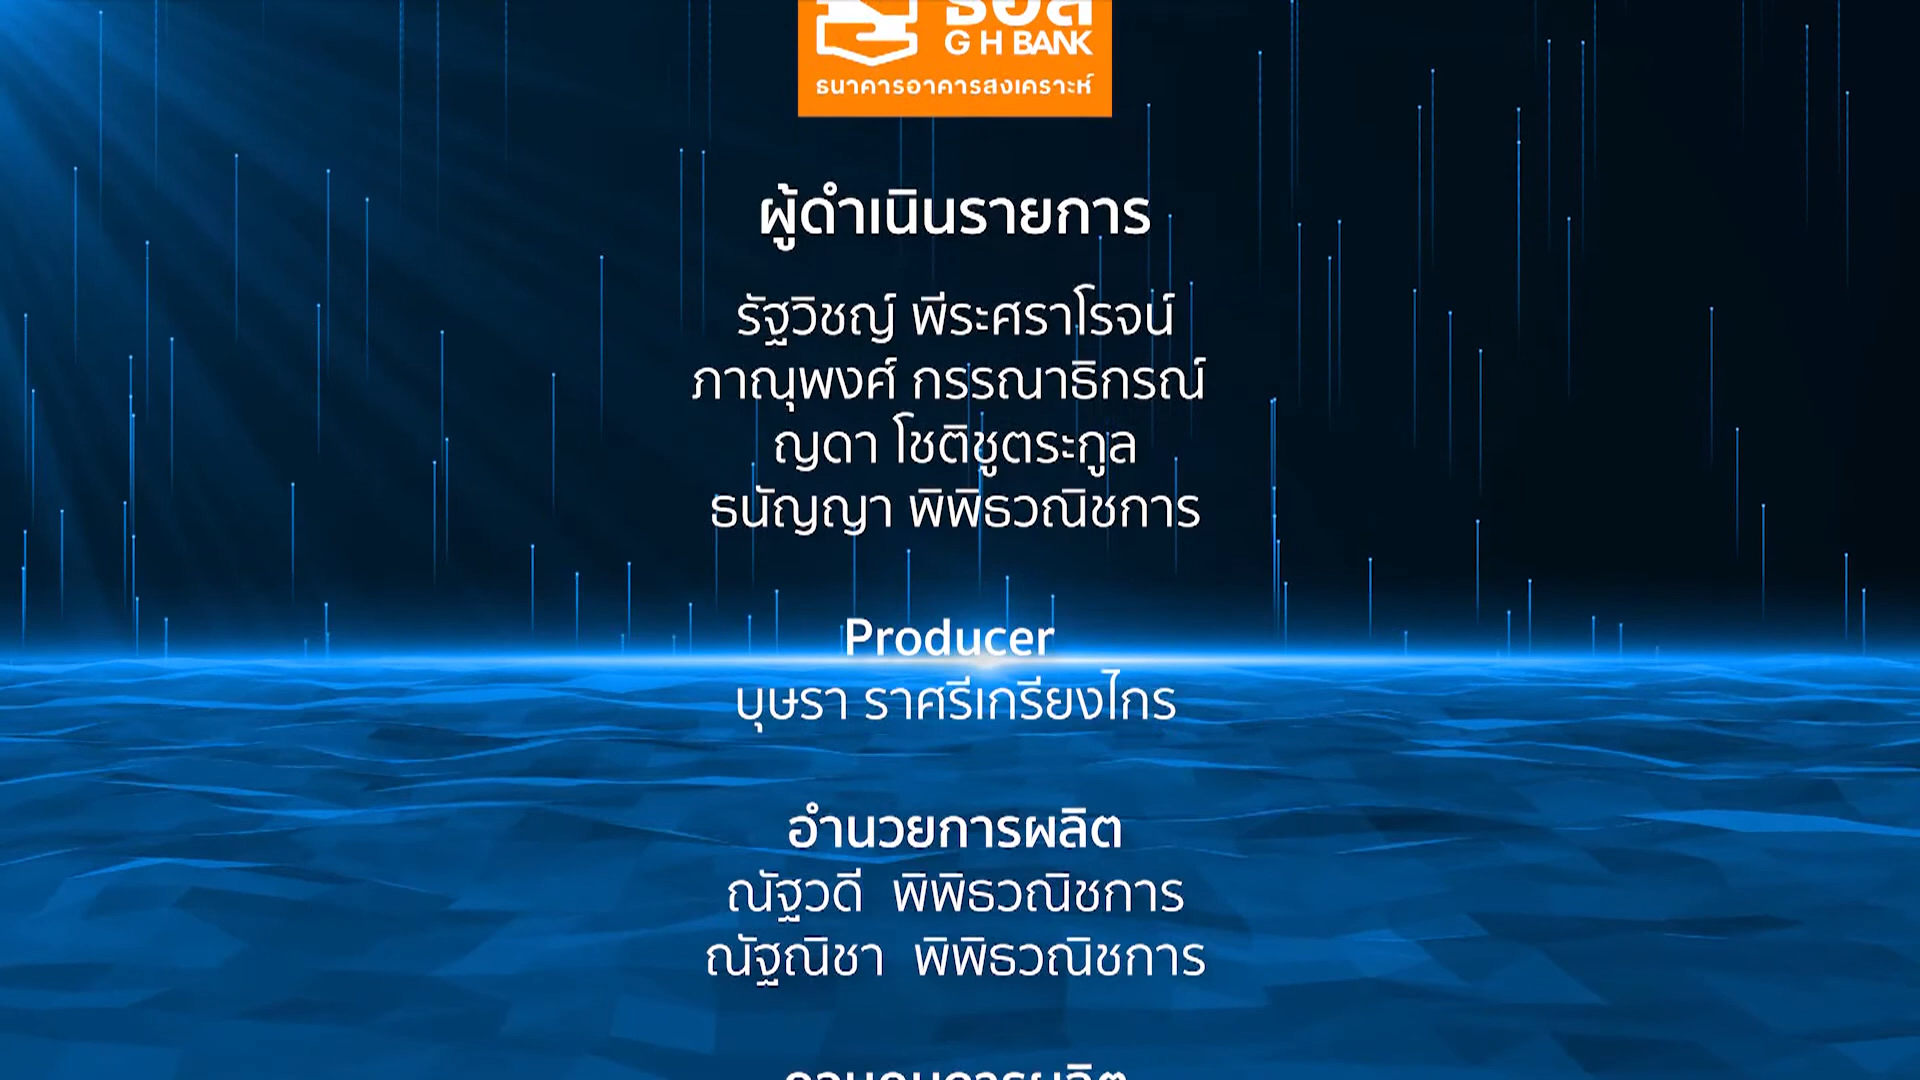 ธอส
G H BANK
ธนาคารอาคารสงเคราะห์
ผู้ดำเนินรายการ
รัฐวิชญ์ พีระศราโรจน์
ภาณุพงศ์ กรรณาธิกรณ์
ญดา โชติชูตระกูล
ธนัญญา พิพิธวณิชการ
Producer
บุษรา ราศรีเกรียงไกร
อำนวยการผลิต
ณัฐวดี พิพิธวณิชการ
ณัฐณิชา พิพิธวณิชการ